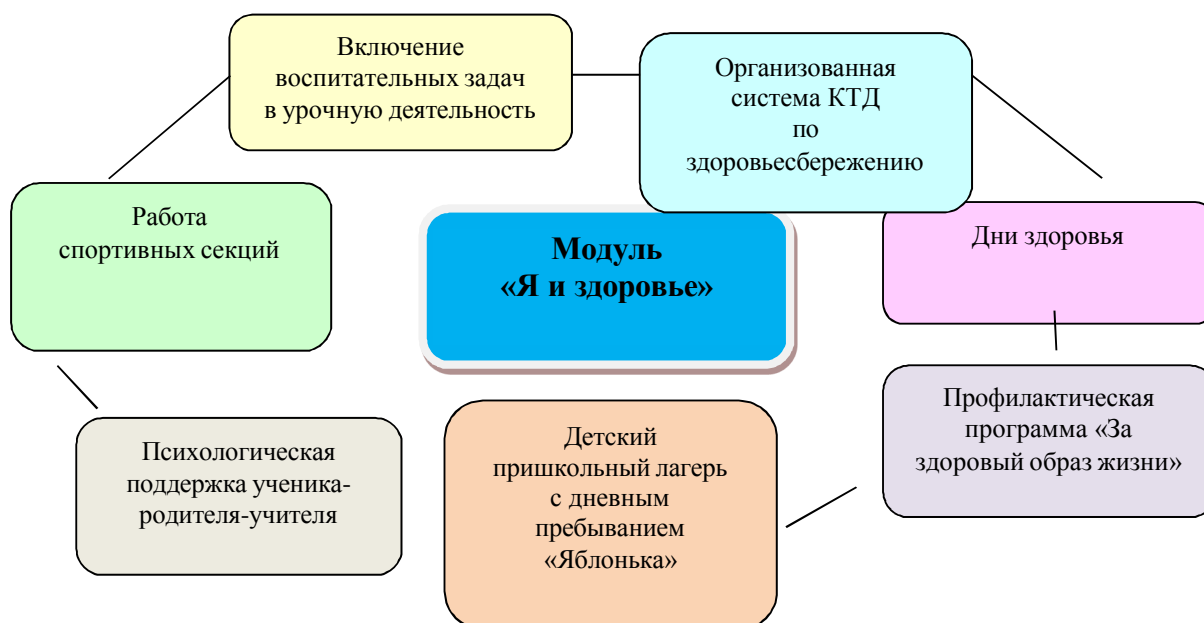 Включение
воспитательных задач
в урочную деятельность
Организованная
система КТД
по
здоровьесбережению
Работа
спортивных секций
Модуль
«Я и здоровье»
Дни здоровья
Психологическая
поддержка ученика-
родителя-учителя
Детский
пришкольный лагерь
с дневным
пребыванием
«Яблонька»
Профилактическая
программа «За
здоровый образ жизни»